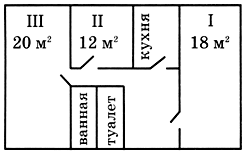 III
20 м²
II
12 м²
кухня
I
18 м²
ванная
туалет